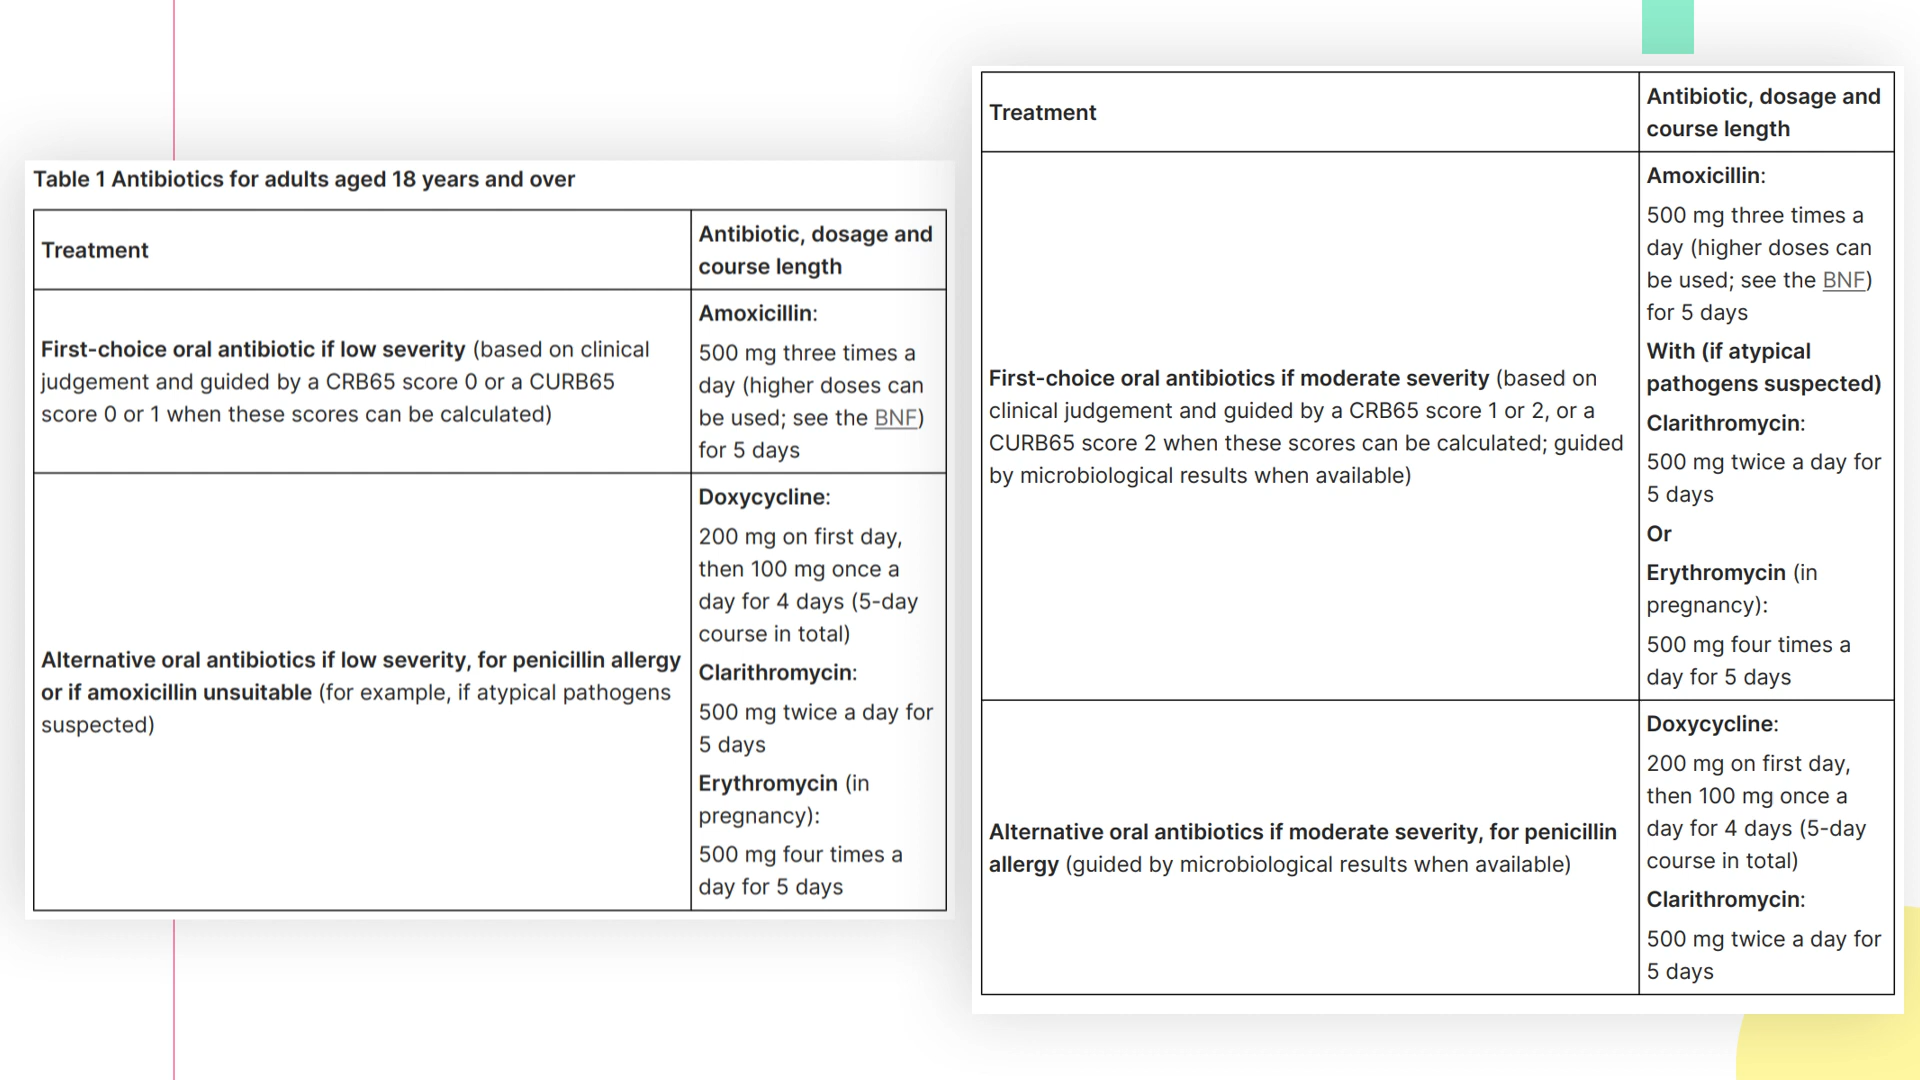 Table 1 Antibiotics for adults aged 18 years and over
Treatment
Antibiotic, dosage and
course length
First-choice oral antibiotic if low severity (based on clinical
judgement and guided by a CRB65 score 0 or a CURB65
score 0 or 1 when these scores can be calculated)
Amoxicillin:
500 mg three times a
day (higher doses can
be used; see the BNF)
for 5 days
Alternative oral antibiotics if low severity, for penicillin allergy
or if amoxicillin unsuitable (for example, if atypical pathogens
suspected)
Doxycycline:
200 mg on first day,
then 100 mg once a
day for 4 days (5-day
course in total)
Clarithromycin:
500 mg twice a day for
5 days
Erythromycin (in
pregnancy):
500 mg four times a
day for 5 days
Treatment
Antibiotic, dosage and
course length
First-choice oral antibiotics if moderate severity (based on
clinical judgement and guided by a CRB65 score 1 or 2, or a
CURB65 score 2 when these scores can be calculated; guided
by microbiological results when available)
Amoxicillin:
500 mg three times a
day (higher doses can
be used; see the BNF)
for 5 days
With (if atypical
pathogens suspected)
Clarithromycin:
500 mg twice a day for
5 days
Or
Erythromycin (in
pregnancy):
500 mg four times a
day for 5 days
Alternative oral antibiotics if moderate severity, for penicillin
allergy (guided by microbiological results when available)
Doxycycline:
200 mg on first day,
then 100 mg once a
day for 4 days (5-day
course in total)
Clarithromycin:
500 mg twice a day for
5 days